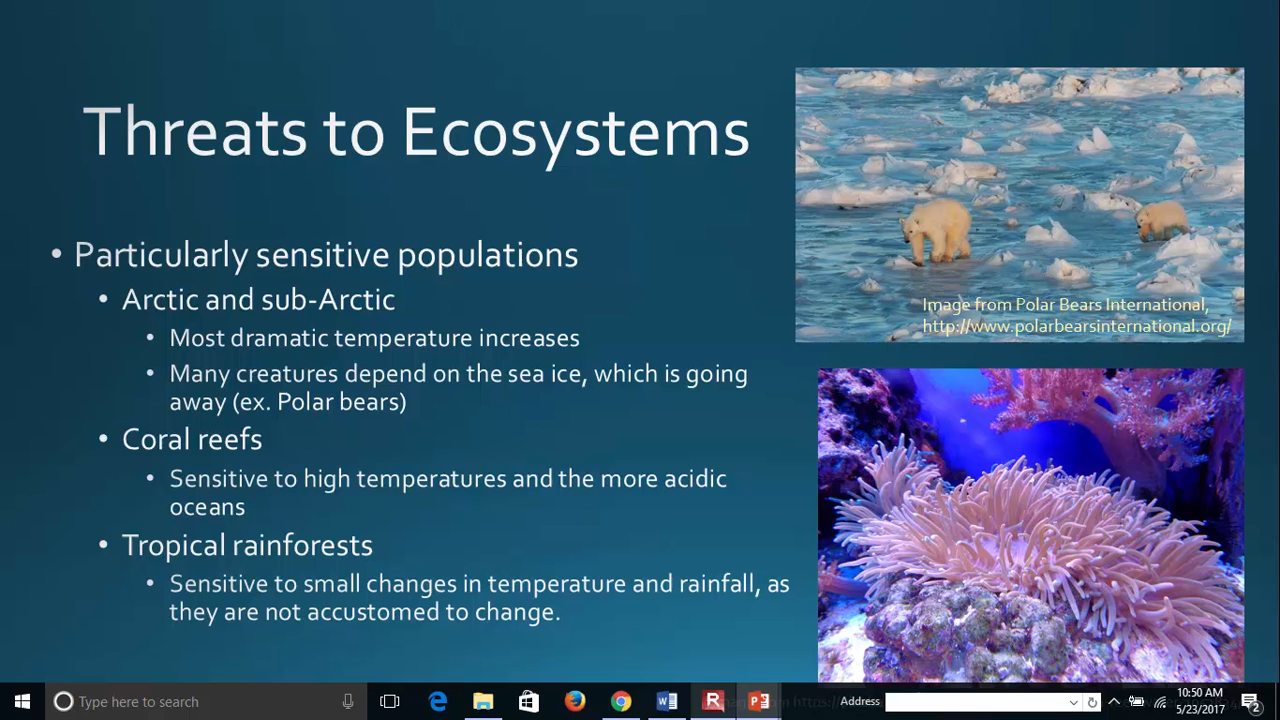 Threats to Ecosystems
• Particularly sensitive populations
• Arctic and sub-Arctic
• Most dramatic temperature increases
• Many creatures depend on the sea ice, which is going
away (ex. Polar bears)
• Coral reefs
• Sensitive to high temperatures and the more acidic
oceans
• Tropical rainforests
• Sensitive to small changes in temperature and rainfall, as
they are not accustomed to change.
Image from Polar Bears International,
http://www.polarbearsinternational.org/
Type here to search
Address
10:50 AM
5/23/2017
2